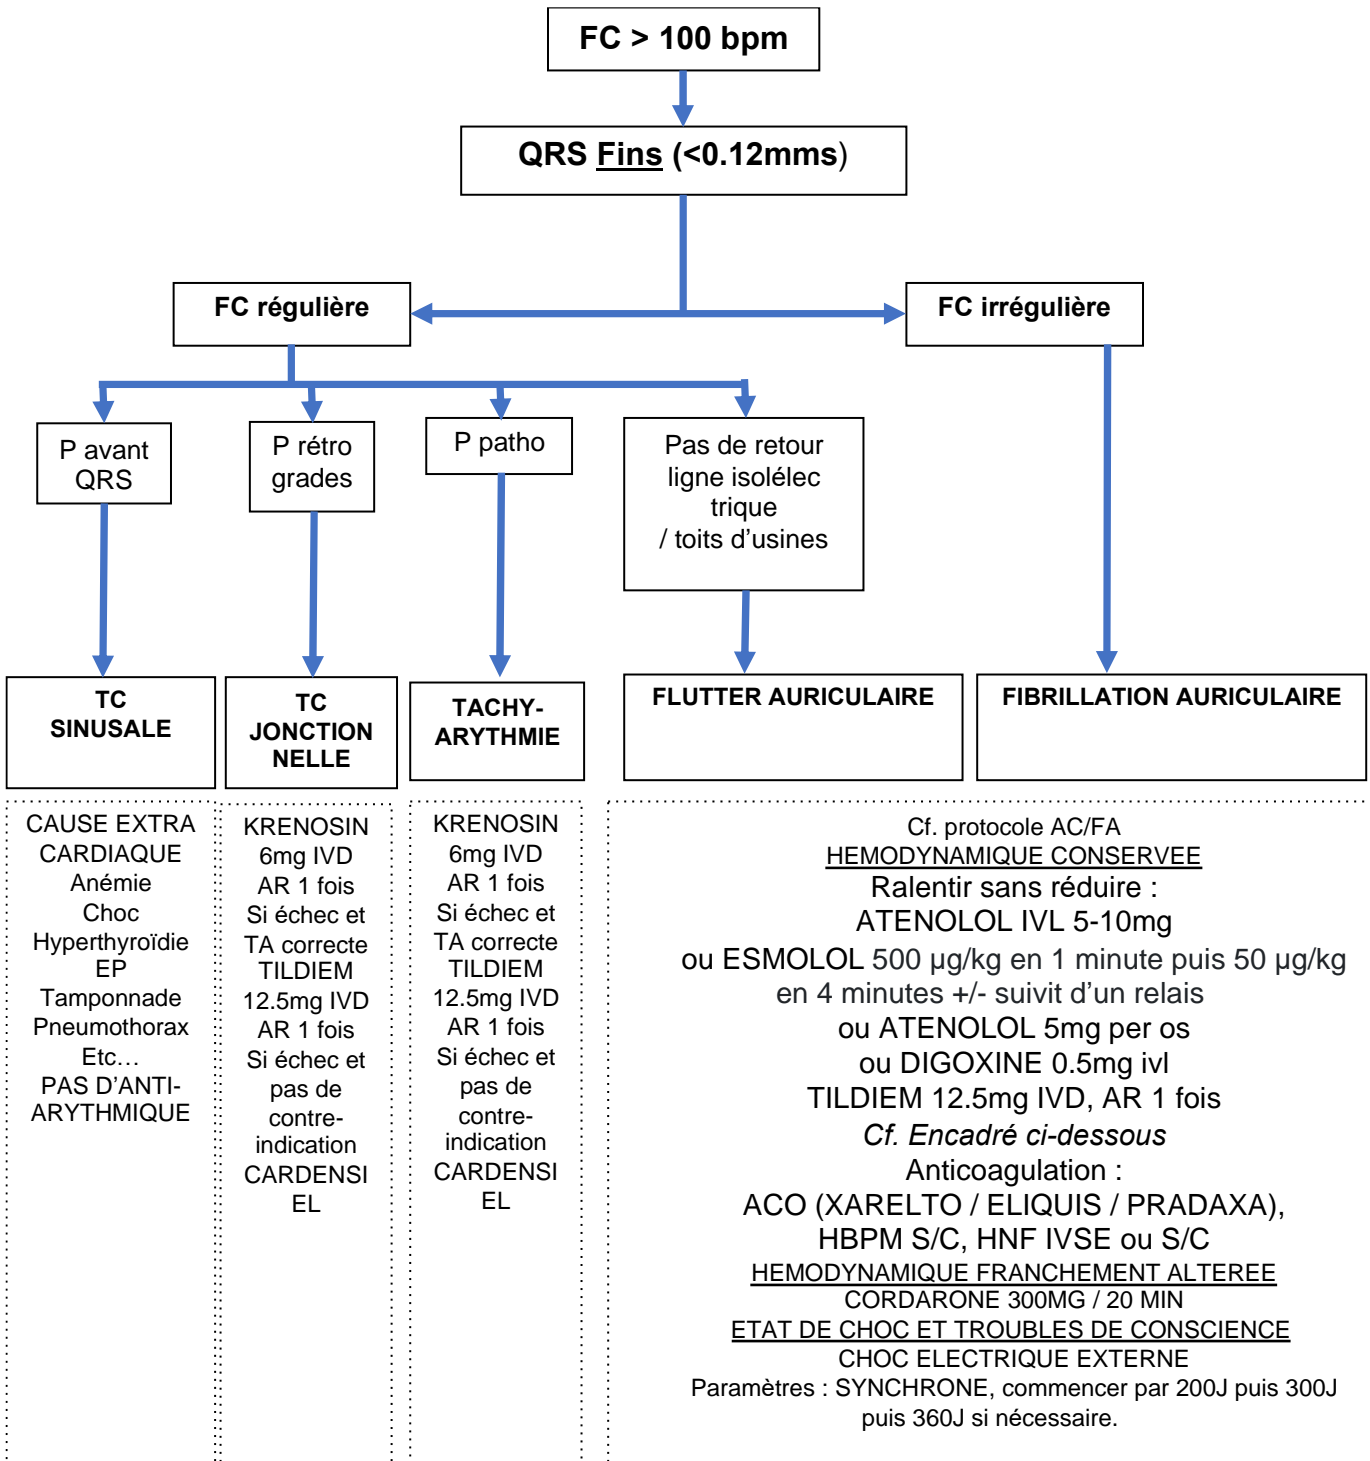 FC > 100 bpm
QRS Fins (<0.12mms)
FC régulière
FC irrégulière
P avant
QRS
P rétro
grades
P patho
Pas de retour
ligne isolélec
trique
/ toits d’usines
TC
SINUSALE
TC
JONCTION
NELLE
TACHY-
ARYTHMIE
FLUTTER AURICULAIRE
FIBRILLATION AURICULAIRE
CAUSE EXTRA
CARDIAQUE
Anémie
Choc
Hyperthyroïdie
EP
Tamponnade
Pneumothorax
Etc…
PAS D’ANTI-
ARYTHMIQUE
KRENOSIN
6mg IVD
AR 1 fois
Si échec et
TA correcte
TILDIEM
12.5mg IVD
AR 1 fois
Si échec et
pas de
contre-
indication
CARDENSI
EL
KRENOSIN
6mg IVD
AR 1 fois
Si échec et
TA correcte
TILDIEM
12.5mg IVD
AR 1 fois
Si échec et
pas de
contre-
indication
CARDENSI
EL
Cf. protocole AC/FA
HEMODYNAMIQUE CONSERVEE
Ralentir sans réduire :
ATENOLOL IVL 5-10mg
ou ESMOLOL 500 µg/kg en 1 minute puis 50 µg/kg
en 4 minutes +/- suivit d’un relais
ou ATENOLOL 5mg per os
ou DIGOXINE 0.5mg ivl
TILDIEM 12.5mg IVD, AR 1 fois
Cf. Encadré ci-dessous
Anticoagulation :
ACO (XARELTO / ELIQUIS / PRADAXA),
HBPM S/C, HNF IVSE ou S/C
HEMODYNAMIQUE FRANCHEMENT ALTEREE
CORDARONE 300MG / 20 MIN
ETAT DE CHOC ET TROUBLES DE CONSCIENCE
CHOC ELECTRIQUE EXTERNE
Paramètres : SYNCHRONE, commencer par 200J puis 300J
puis 360J si nécessaire.